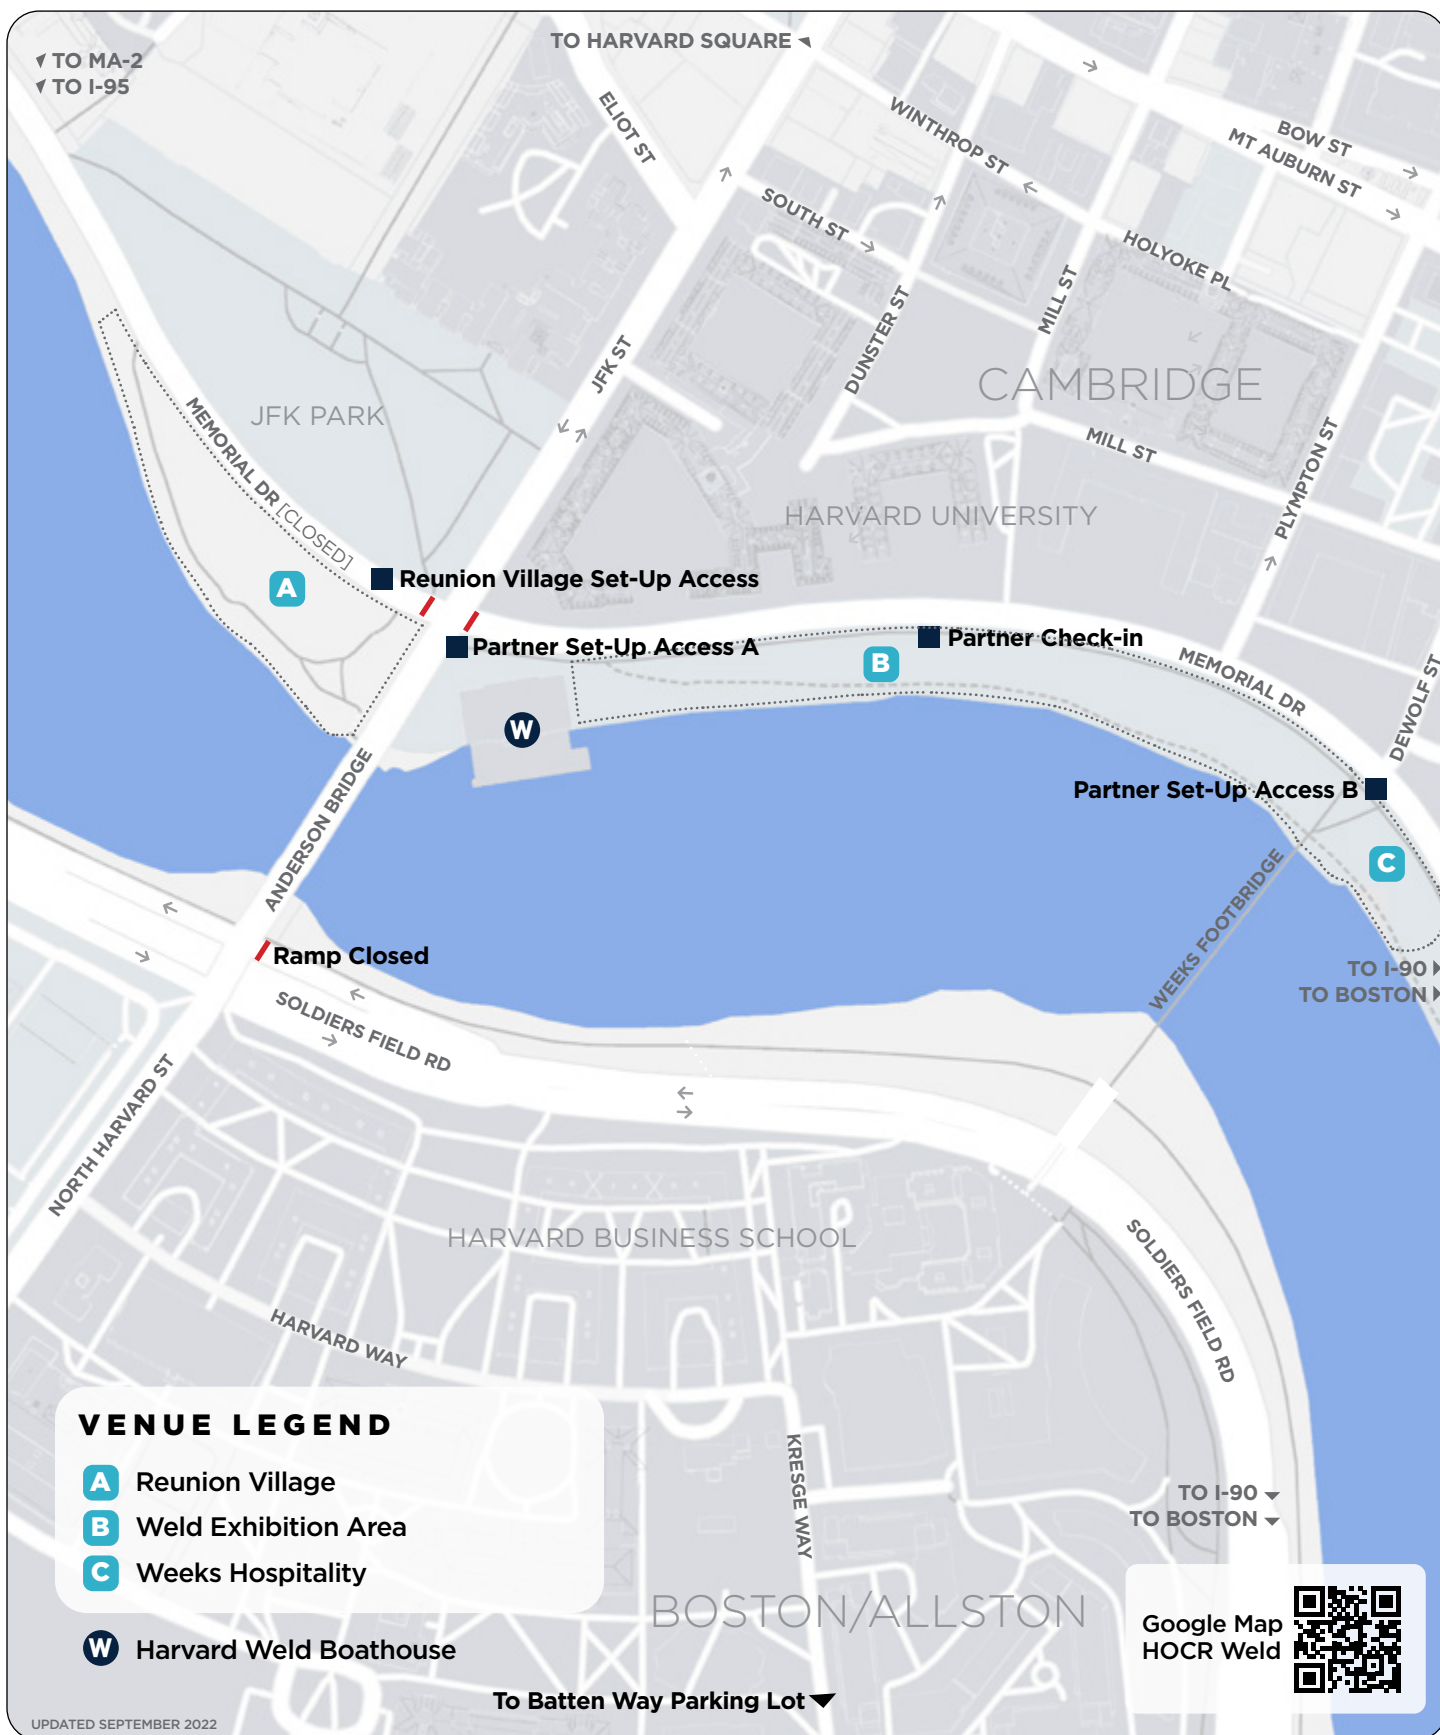 TO MA-2
TO I-95
TO HARVARD SQUARE
ELIOT ST
WINTHROP ST
BOW ST
MT AUBURN ST
SOUTH ST
HOLYOKE PL
MILL ST
DUNSTER ST
JFK ST
CAMBRIDGE
JFK PARK
MEMORIAL DR [CLOSED]
MILL ST
PLYMPTON ST
HARVARD UNIVERSITY
A
Reunion Village Set-Up Access
Partner Set-Up Access A
B
Partner Check-in
MEMORIAL DR
DEWOLF ST
W
Partner Set-Up Access B
C
ANDERSON BRIDGE
WEEKS FOOTBRIDGE
Ramp Closed
TO I-90
TO BOSTON
SOLDIERS FIELD RD
NORTH HARVARD ST
HARVARD BUSINESS SCHOOL
SOLDIERS FIELD RD
HARVARD WAY
VENUE LEGEND
A Reunion Village
B Weld Exhibition Area
C Weeks Hospitality
W Harvard Weld Boathouse
KRESGE WAY
TO I-90
TO BOSTON
BOSTON/ALLSTON
Google Map
HOCR Weld
To Batten Way Parking Lot
UPDATED SEPTEMBER 2022